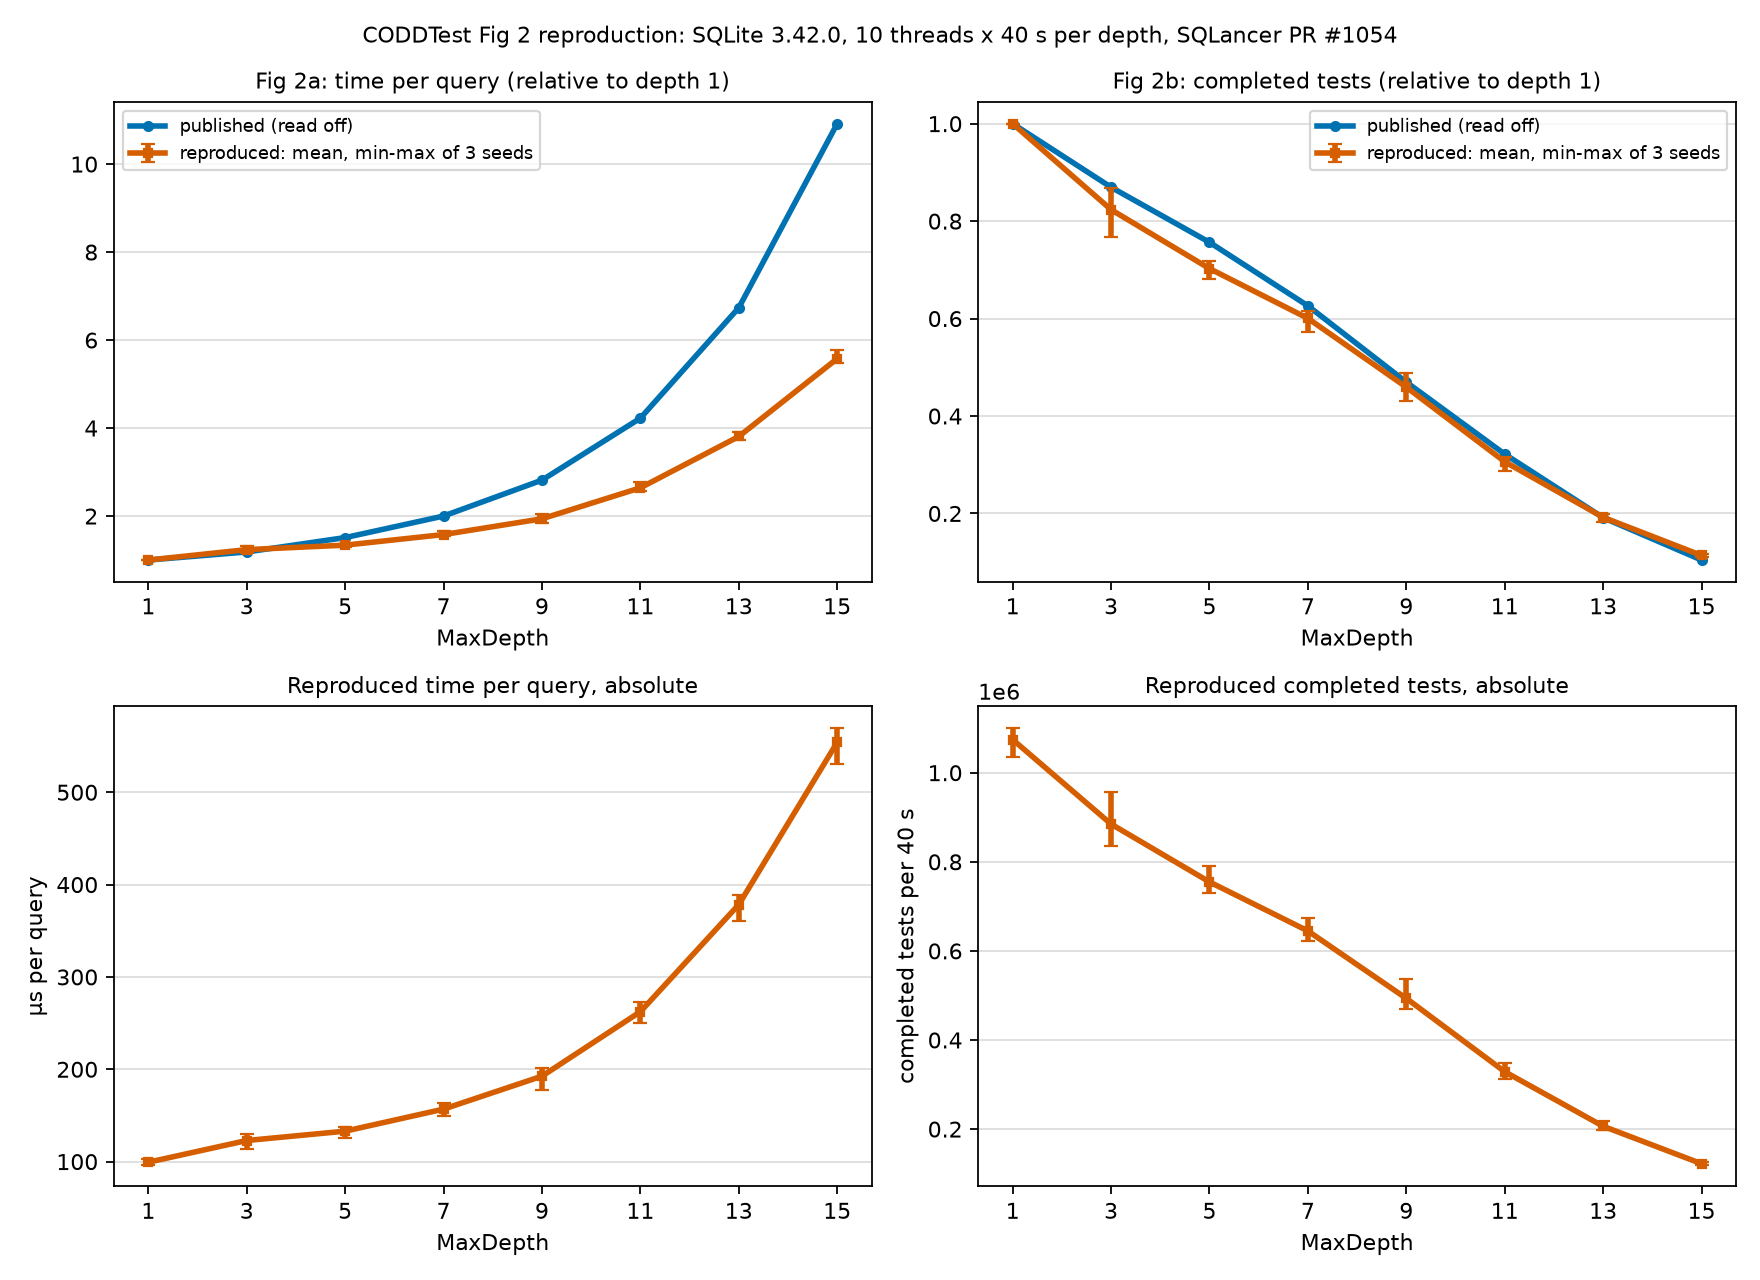 CODDTest Fig 2 reproduction: SQLite 3.42.0, 10 threads x 40 s per depth, SQLancer PR #1054
Fig 2a: time per query (relative to depth 1)
published (read off)
reproduced: mean, min-max of 3 seeds
10
8
6
4
2
1 3 5 7 9 11 13 15
MaxDepth
Fig 2b: completed tests (relative to depth 1)
published (read off)
reproduced: mean, min-max of 3 seeds
1.0
0.8
0.6
0.4
0.2
1 3 5 7 9 11 13 15
MaxDepth
Reproduced time per query, absolute
µs per query
500
400
300
200
100
1 3 5 7 9 11 13 15
MaxDepth
Reproduced completed tests, absolute
1e6
completed tests per 40 s
1.0
0.8
0.6
0.4
0.2
1 3 5 7 9 11 13 15
MaxDepth